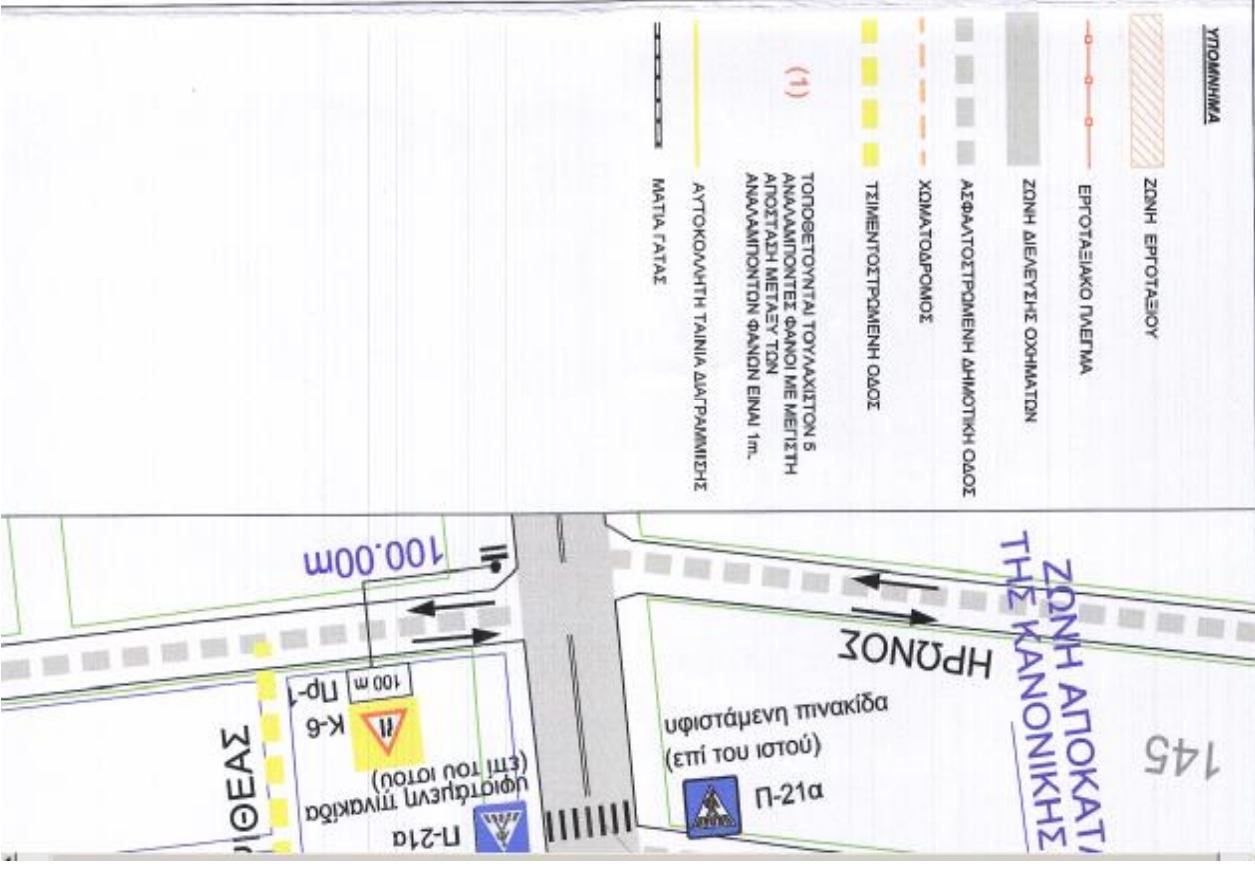 ΥΠΟΜΝΗΜΑ
ΖΩΝΗ ΕΡΓΟΤΑΞΙΟΥ
ΕΡΓΟΤΑΞΙΑΚΟ ΠΛΕΓΜΑ
ΖΩΝΗ ΔΙΕΛΕΥΣΗΣ ΟΧΗΜΑΤΩΝ
ΑΣΦΑΛΤΟΣΤΡΩΜΕΝΗ ΔΗΜΟΤΙΚΗ ΟΔΟΣ
ΧΩΜΑΤΟΔΡΟΜΟΣ
ΤΣΙΜΕΝΤΟΣΤΡΩΜΕΝΗ ΟΔΟΣ
(1)
ΤΟΠΟΘΕΤΟΥΝΤΑΙ ΤΟΥΛΑΧΙΣΤΟΝ 5
ΑΝΑΛΑΜΠΟΝΤΕΣ ΦΑΝΟΙ ΜΕ ΜΕΓΙΣΤΗ
ΑΠΟΣΤΑΣΗ ΜΕΤΑΞΥ ΤΩΝ
ΑΝΑΛΑΜΠΟΝΤΩΝ ΦΑΝΩΝ ΕΙΝΑΙ 1m.
ΑΥΤΟΚΟΛΛΗΤΗ ΤΑΙΝΙΑ ΔΙΑΓΡΑΜΜΙΣΗΣ
ΜΑΤΙΑ ΓΑΤΑΣ
100.00m
ΖΩΝΗ ΑΠΟΚΑΤΑ
ΤΗΣ ΚΑΝΟΝΙΚΗΣ
ΗΡΩΝΟΣ
145
υφιστάμενη πινακίδα
(επί του ιστού)
Π-21α
100 m
Πρ-1
Κ-6
υφιστάμενη πινακίδα
(επί του ιστού)
Π-21α
ΙΘΕΑΣ